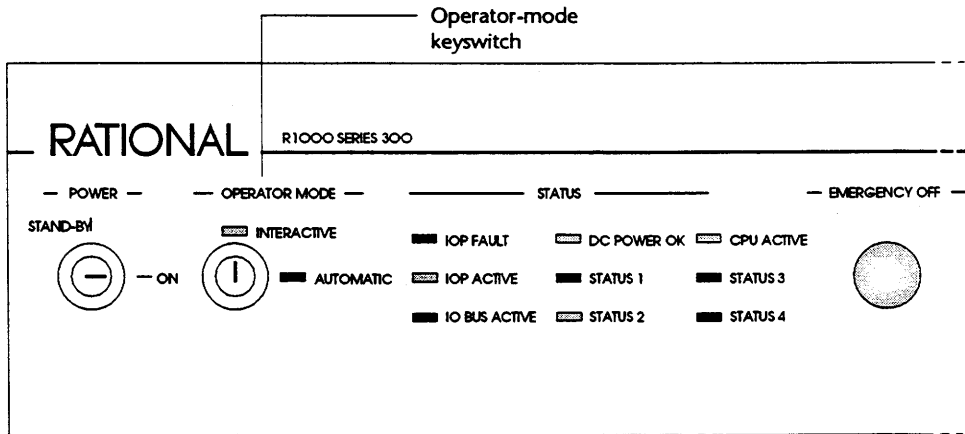 Operator-mode
keyswitch
RATIONAL
R1000 SERIES 300
POWER
OPERATOR MODE
STATUS
EMERGENCY OFF
STAND-BY
ON
INTERACTIVE
AUTOMATIC
IOP FAULT
DC POWER OK
CPU ACTIVE
IOP ACTIVE
STATUS 1
STATUS 3
IO BUS ACTIVE
STATUS 2
STATUS 4